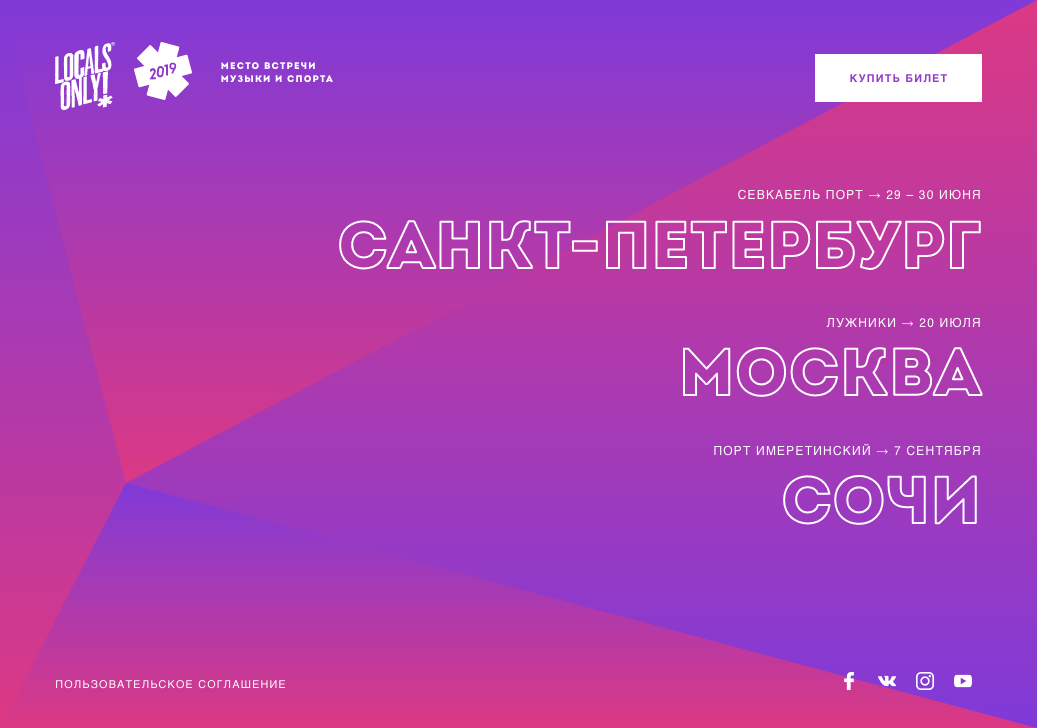 LOCALS
ONLY!
2019
МЕСТО ВСТРЕЧИ
МУЗЫКИ И СПОРТА
КУПИТЬ БИЛЕТ
СЕВКАБЕЛЬ ПОРТ → 29 – 30 ИЮНЯ
САНКТ-ПЕТЕРБУРГ
ЛУЖНИКИ → 20 ИЮЛЯ
МОСКВА
ПОРТ ИМЕРЕТИНСКИЙ → 7 СЕНТЯБРЯ
СОЧИ
ПОЛЬЗОВАТЕЛЬСКОЕ СОГЛАШЕНИЕ